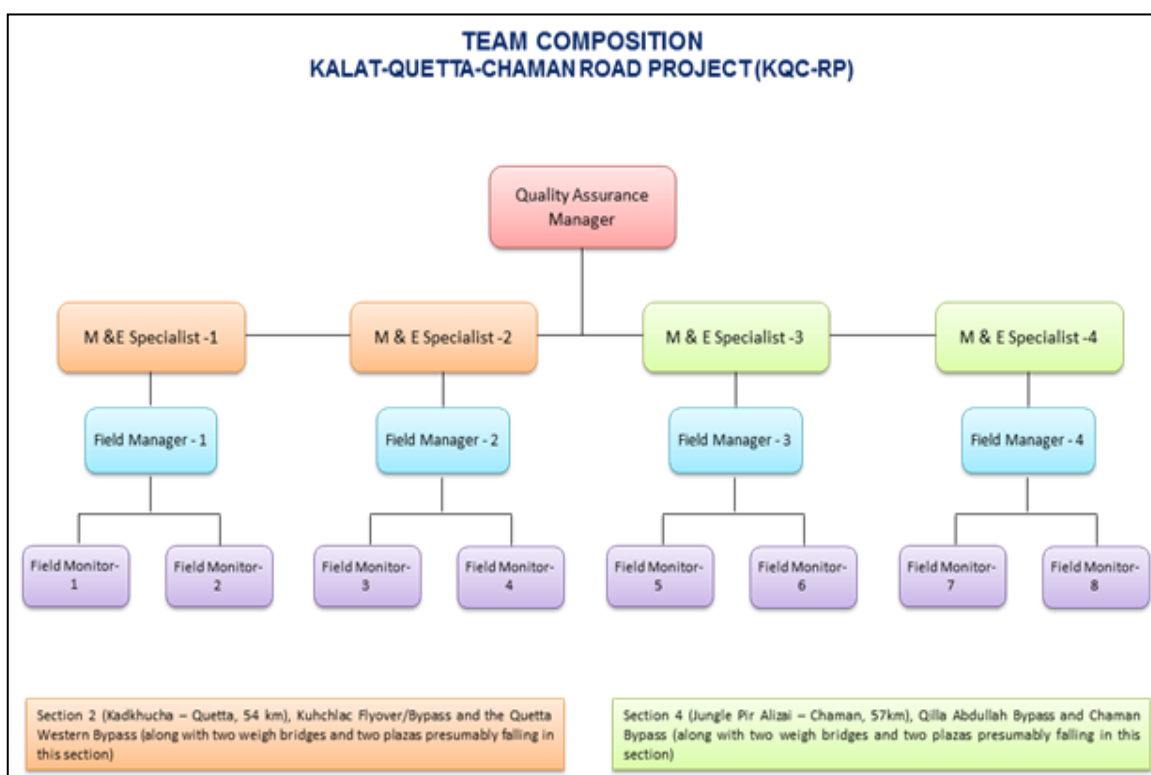 TEAM COMPOSITION
KALAT-QUETTA-CHAMAN ROAD PROJECT (KQC-RP)
Quality Assurance
Manager
M &E Specialist -1
M & E Specialist -2
M & E Specialist -3
M & E Specialist -4
Field Manager - 1
Field Manager - 2
Field Manager - 3
Field Manager - 4
Field Monitor-
1
Field Monitor-
2
Field Monitor-
3
Field Monitor-
4
Field Monitor-
5
Field Monitor-
6
Field Monitor-
7
Field Monitor-
8
Section 2 (Kadkhucha – Quetta, 54 km), Kuhchlac Flyover/Bypass and the Quetta
Western Bypass (along with two weigh bridges and two plazas presumably falling in
this section)
Section 4 (Jungle Pir Alizai – Chaman, 57km), Qilla Abdullah Bypass and Chaman
Bypass (along with two weigh bridges and two plazas presumably falling in this
section)